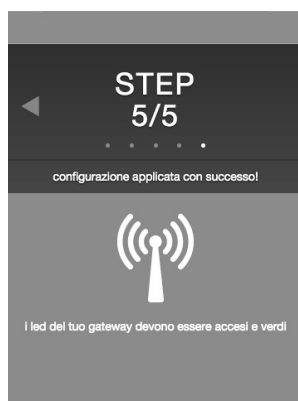 STEP
5/5
configurazione applicata con successo!
i led del tuo gateway devono essere accesi e verdi